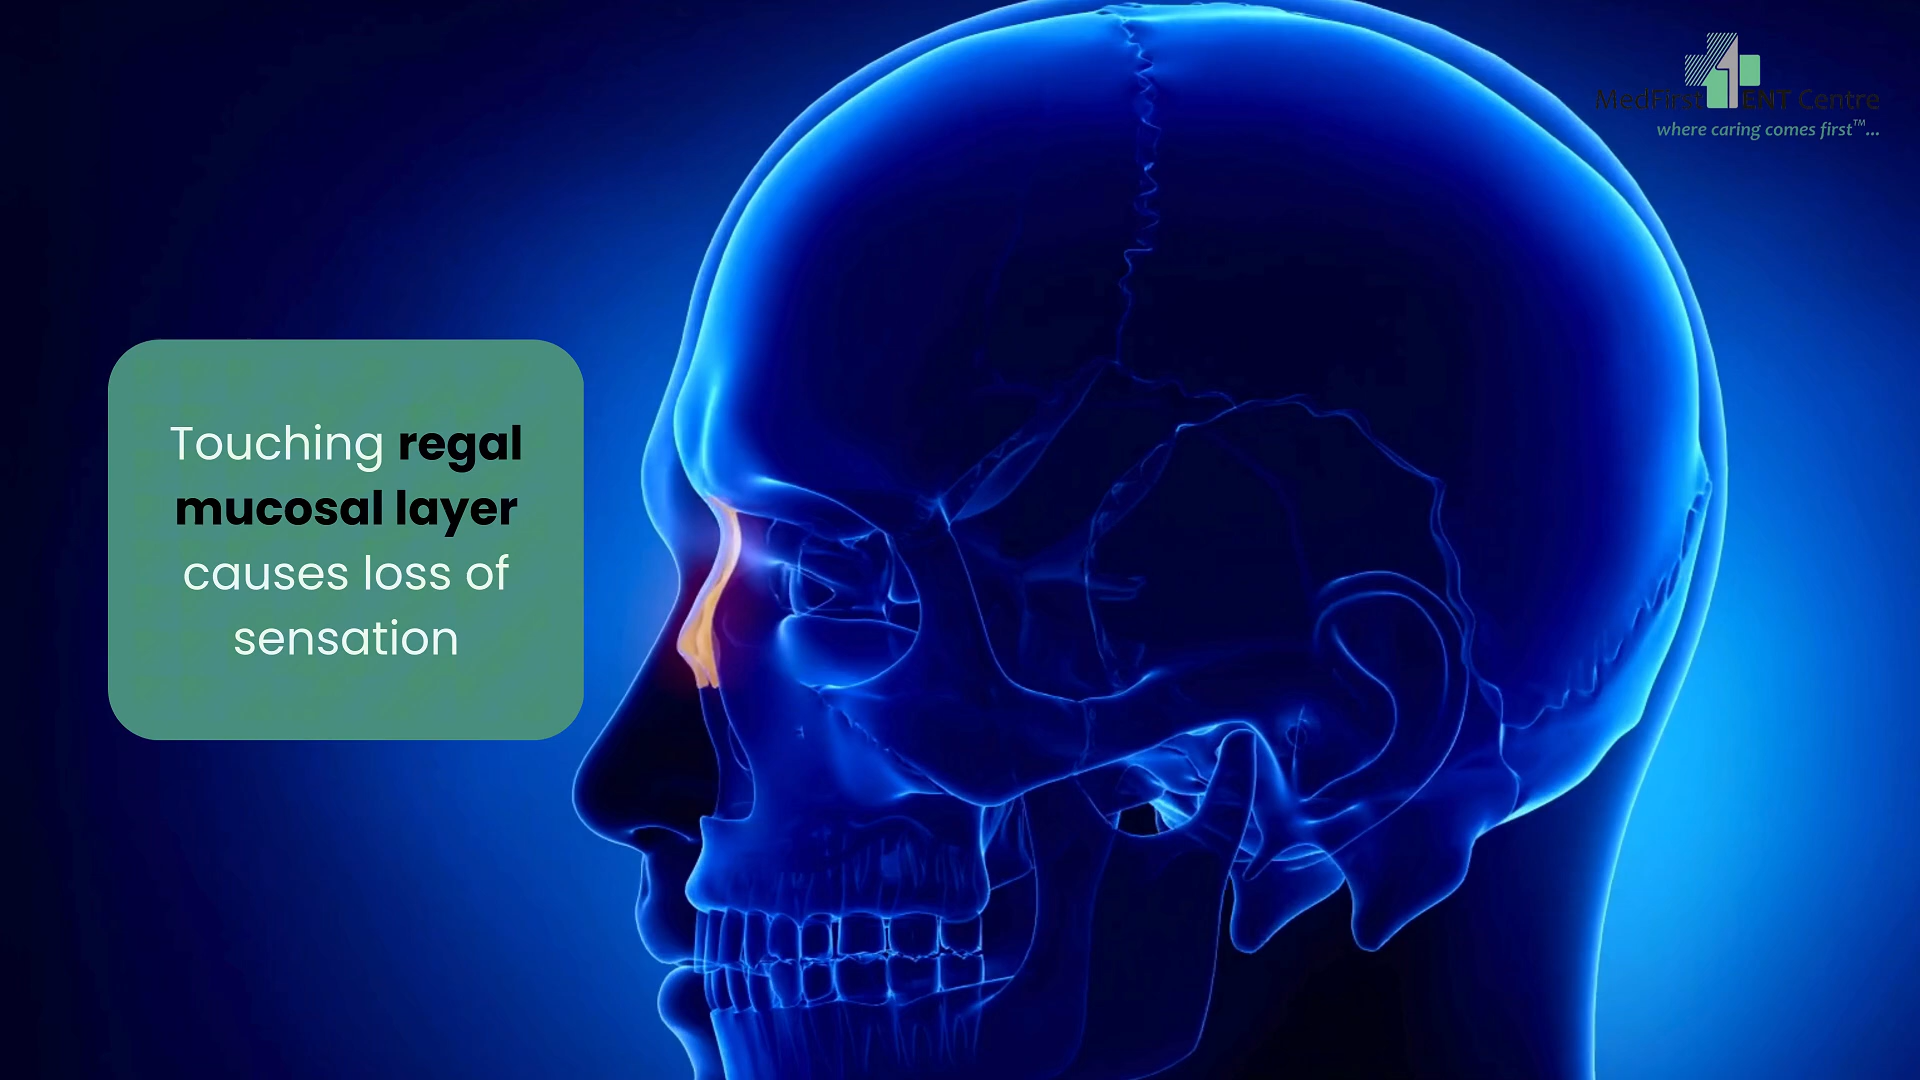 MedFirst ENT Centre
where caring comes first™...
Touching regal
mucosal layer
causes loss of
sensation